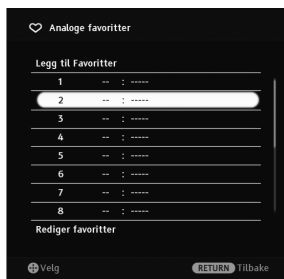 Analoge favoritter
Legg til Favoritter
1 -- : -----
2 -- : -----
3 -- : -----
4 -- : -----
5 -- : -----
6 -- : -----
7 -- : -----
8 -- : -----
Rediger favoritter
Velg RETURN Tilbake